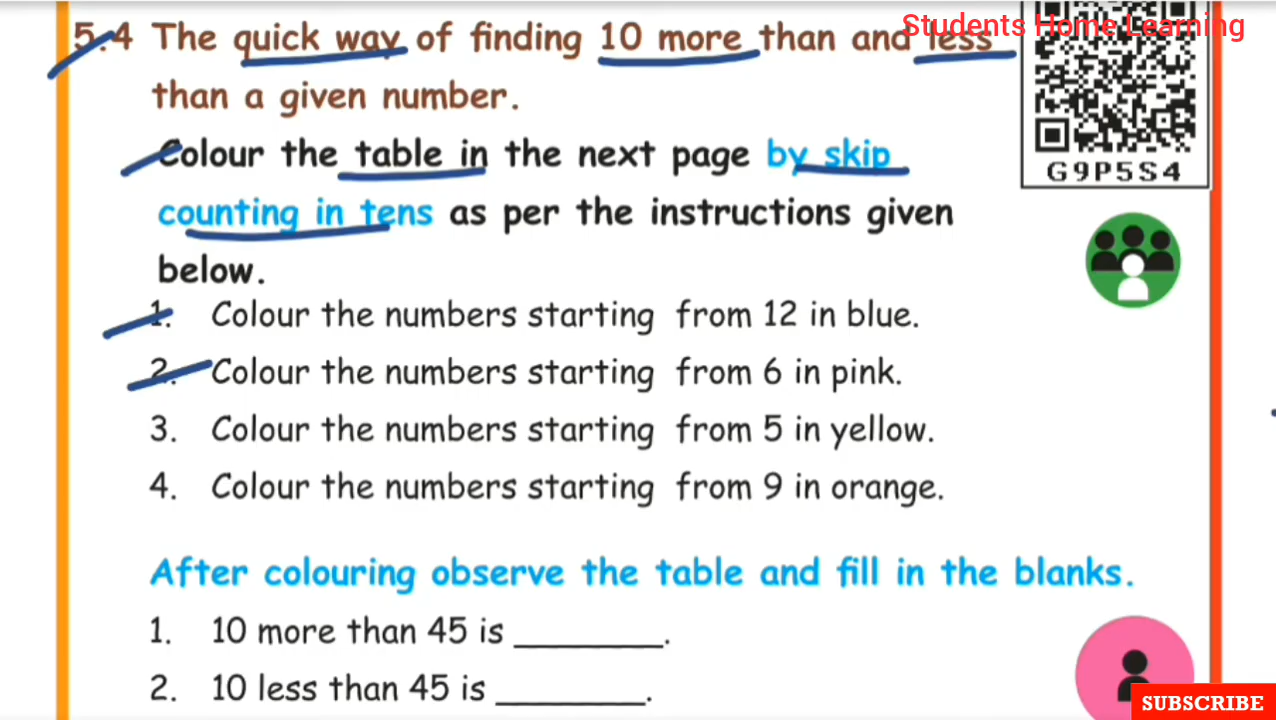 Students Home Learning
5.4 The quick way of finding 10 more than and less
than a given number.
G9P5S4
Colour the table in the next page by skip
counting in tens as per the instructions given
below.
1. Colour the numbers starting from 12 in blue.
2. Colour the numbers starting from 6 in pink.
3. Colour the numbers starting from 5 in yellow.
4. Colour the numbers starting from 9 in orange.
After colouring observe the table and fill in the blanks.
1. 10 more than 45 is ________.
2. 10 less than 45 is ________.
SUBSCRIBE